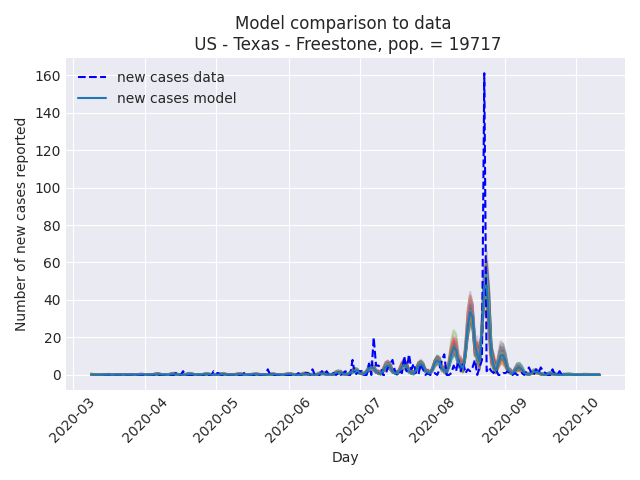 Model comparison to data
US - Texas - Freestone, pop. = 19717
new cases data
new cases model
Number of new cases reported
160
140
120
100
80
60
40
20
0
2020-03
2020-04
2020-05
2020-06
2020-07
2020-08
2020-09
2020-10
Day